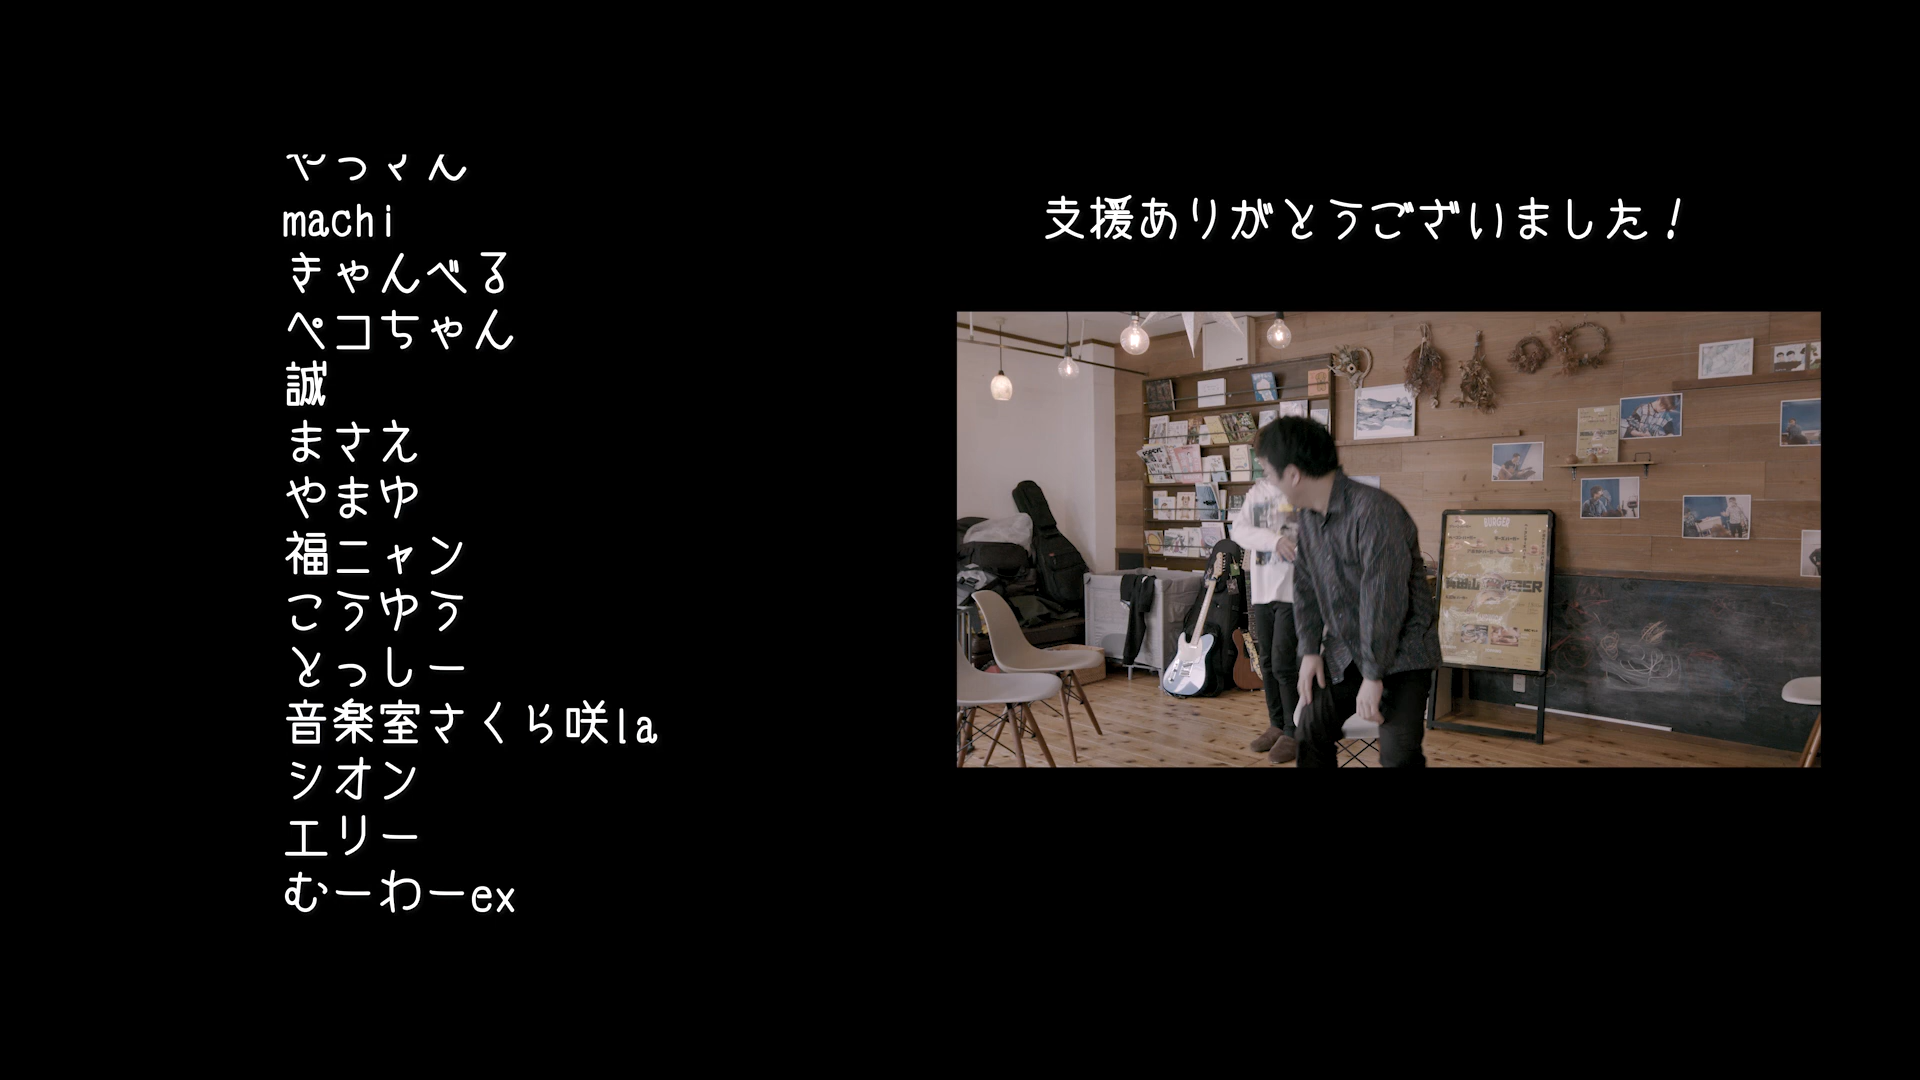 machi
きゃんべる
ペコちゃん
誠
まさえ
やまゆ
福ニャン
こうゆう
とっしー
音楽室さくら咲la
シオン
エリー
むーわーex
支援ありがとうございました！
BURGER